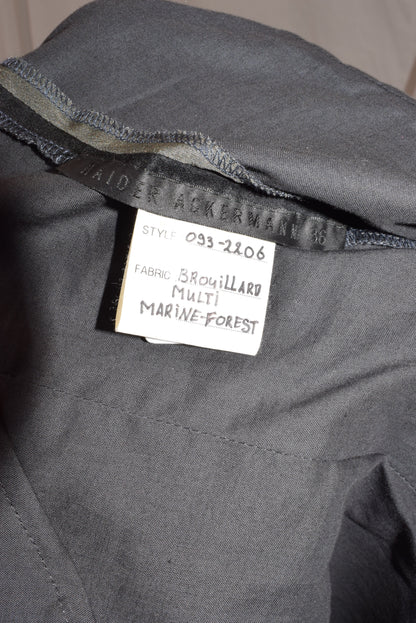 HAIDER ACKERMANN 36
STYLE 093-2206
FABRIC BROUILLARD
MULTI
MARINE-FOREST